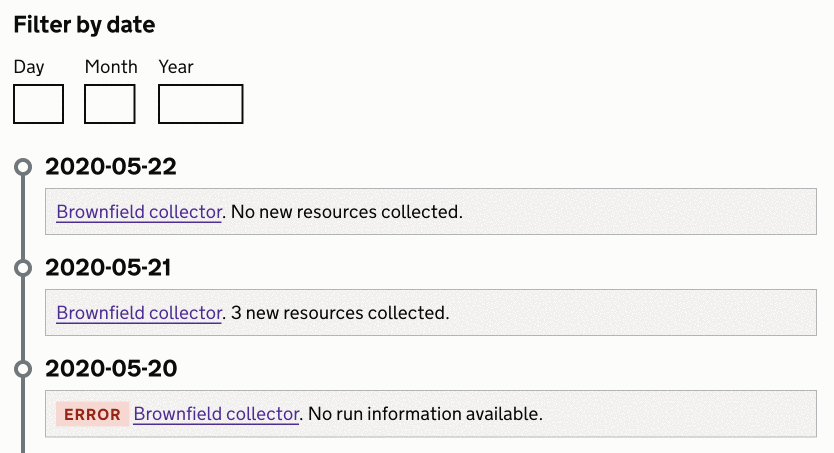 Filter by date
Day Month Year
2020-05-22
Brownfield collector. No new resources collected.
2020-05-21
Brownfield collector. 3 new resources collected.
2020-05-20
ERROR Brownfield collector. No run information available.